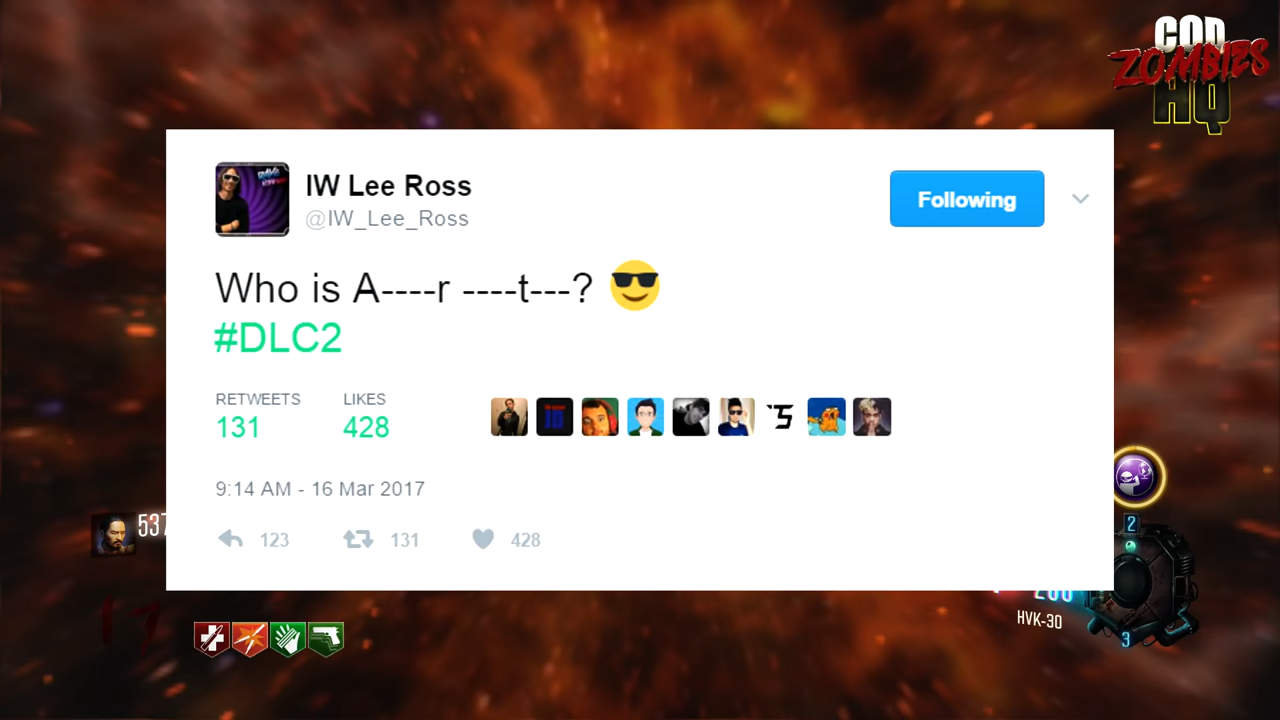 COD
ZOMBIES
HQ
IW Lee Ross
@IW_Lee_Ross
Following
Who is A----r ----t---? 😎
#DLC2
RETWEETS LIKES
131 428
9:14 AM - 16 Mar 2017
123 131 428
537
2
HVK-30
3